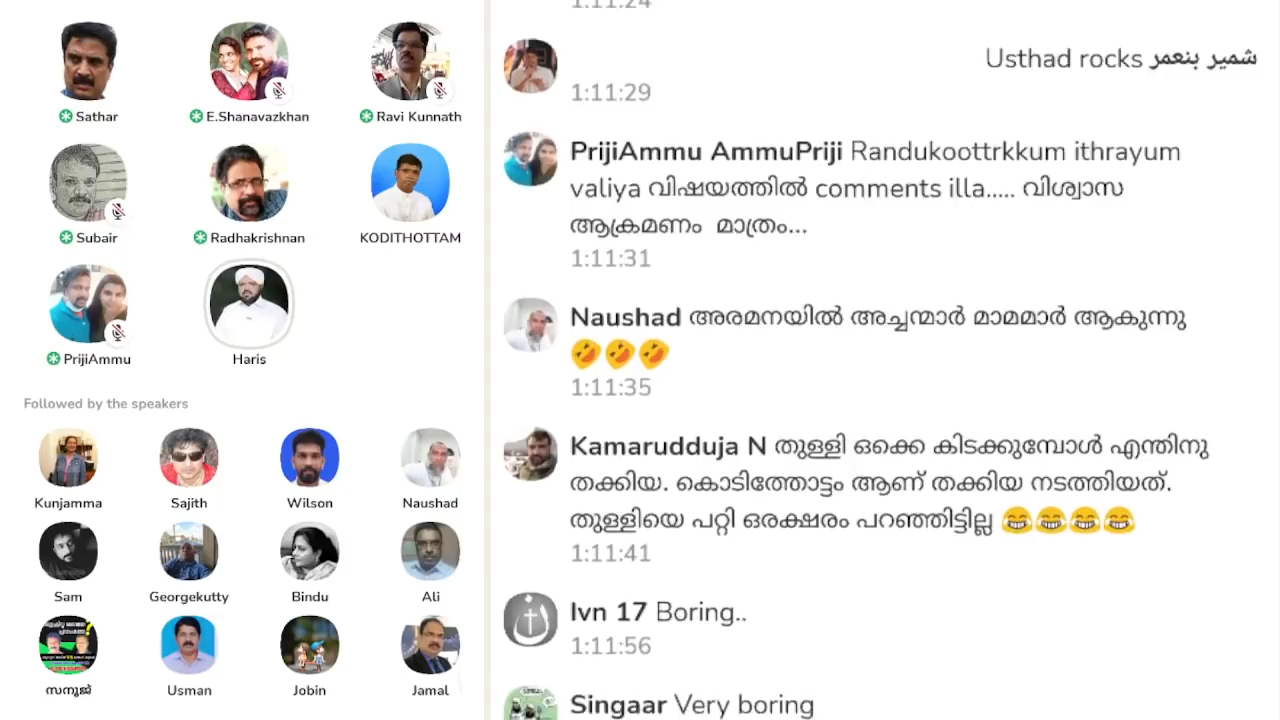 Sathar E.Shanavazkhan Ravi Kunnath
Subair Radhakrishnan KODITHOTTAM
PrijiAmmu Haris
Followed by the speakers
Kunjamma Sajith Wilson Naushad
Sam Georgekutty Bindu Ali
സനൂജ് Usman Jobin Jamal
1:11:24
Usthad rocks شمير بنعمر
1:11:29
PrijiAmmu AmmuPriji Randukoottrkkum ithrayum
valiya വിഷയത്തിൽ comments illa..... വിശ്വാസ
ആക്രമണം മാത്രം...
1:11:31
Naushad അരമനയിൽ അച്ചന്മാർ മാമമാർ ആകുന്നു
🤣🤣🤣
1:11:35
Kamarudduja N തുള്ളി ഒക്കെ കിടക്കുമ്പോൾ എന്തിനു
തക്കിയ. കൊടിത്തോട്ടം ആണ് തക്കിയ നടത്തിയത്.
തുള്ളിയെ പറ്റി ഒരക്ഷരം പറഞ്ഞിട്ടില്ല 😂😂😂😂
1:11:41
Ivn 17 Boring..
1:11:56
Singaar Very boring